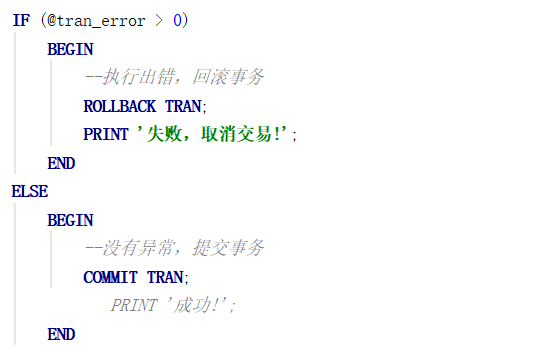 IF (@tran_error > 0)
BEGIN
--执行出错，回滚事务
ROLLBACK TRAN;
PRINT '失败，取消交易!';
END
ELSE
BEGIN
--没有异常，提交事务
COMMIT TRAN;
PRINT '成功!';
END